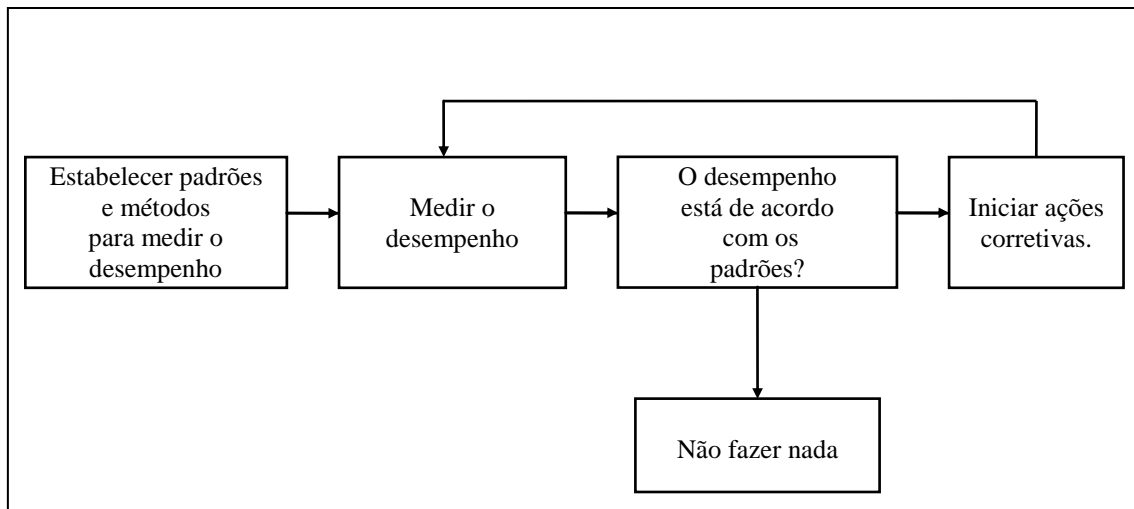 Estabelecer padrões
e métodos
para medir o
desempenho
Medir o
desempenho
O desempenho
está de acordo
com os
padrões?
Iniciar ações
corretivas.
Não fazer nada